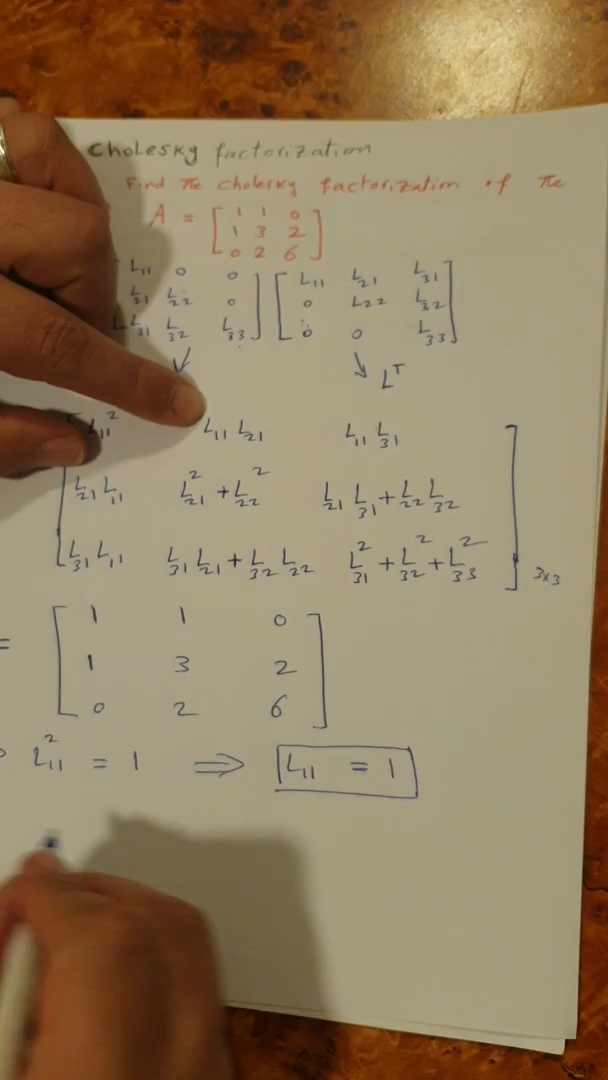 Cholesky factorization
Find the cholesky factorization of the
A = [ 1 1 0
1 3 2
0 2 6 ]
L11 0 0 ] [ L11 L21 L31 ]
L21 L22 0 0 L22 L32
L31 L32 L33 0 0 L33
L^T
L11^2 L11 L21 L11 L31
L21 L11 L21^2 + L22^2 L21 L31 + L22 L32
L31 L11 L31 L21 + L32 L22 L31^2 + L32^2 + L33^2 ] 3x3
= [ 1 1 0
1 3 2
0 2 6 ]
L11^2 = 1 ⇒ L11 = 1